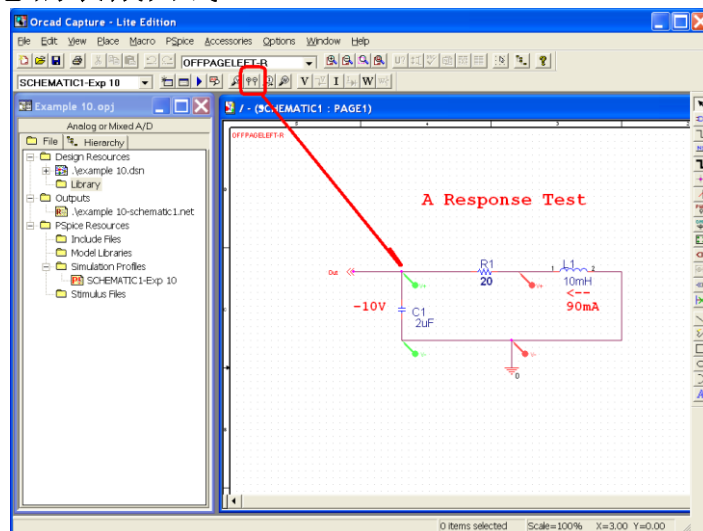 Orcad Capture - Lite Edition
File Edit View Place Macro PSpice Accessories Options Window Help
OFFPAGELEFT-R
SCHEMATIC1-Exp 10
V I W
Example 10.opj
Analog or Mixed A/D
File Hierarchy
Design Resources
.\example 10.dsn
Library
Outputs
.\example 10-schematic1.net
PSpice Resources
Include Files
Model Libraries
Simulation Profiles
SCHEMATIC1-Exp 10
Stimulus Files
/ - (SCHEMATIC1 : PAGE1)
OFFPAGELEFT-R
A Response Test
Out
R1
20
1 L1 2
10mH
<--
90mA
-10V
C1
2uF
0
0 items selected Scale=100% X=3.00 Y=0.00